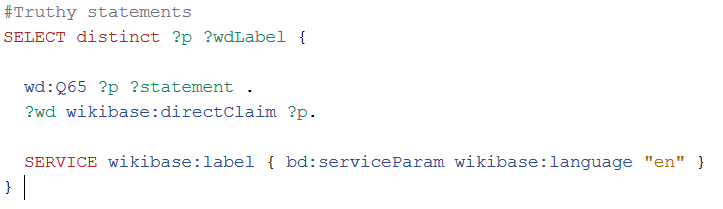 #Truthy statements
SELECT distinct ?p ?wdLabel {
wd:Q65 ?p ?statement .
?wd wikibase:directClaim ?p.
SERVICE wikibase:label { bd:serviceParam wikibase:language "en" }
}